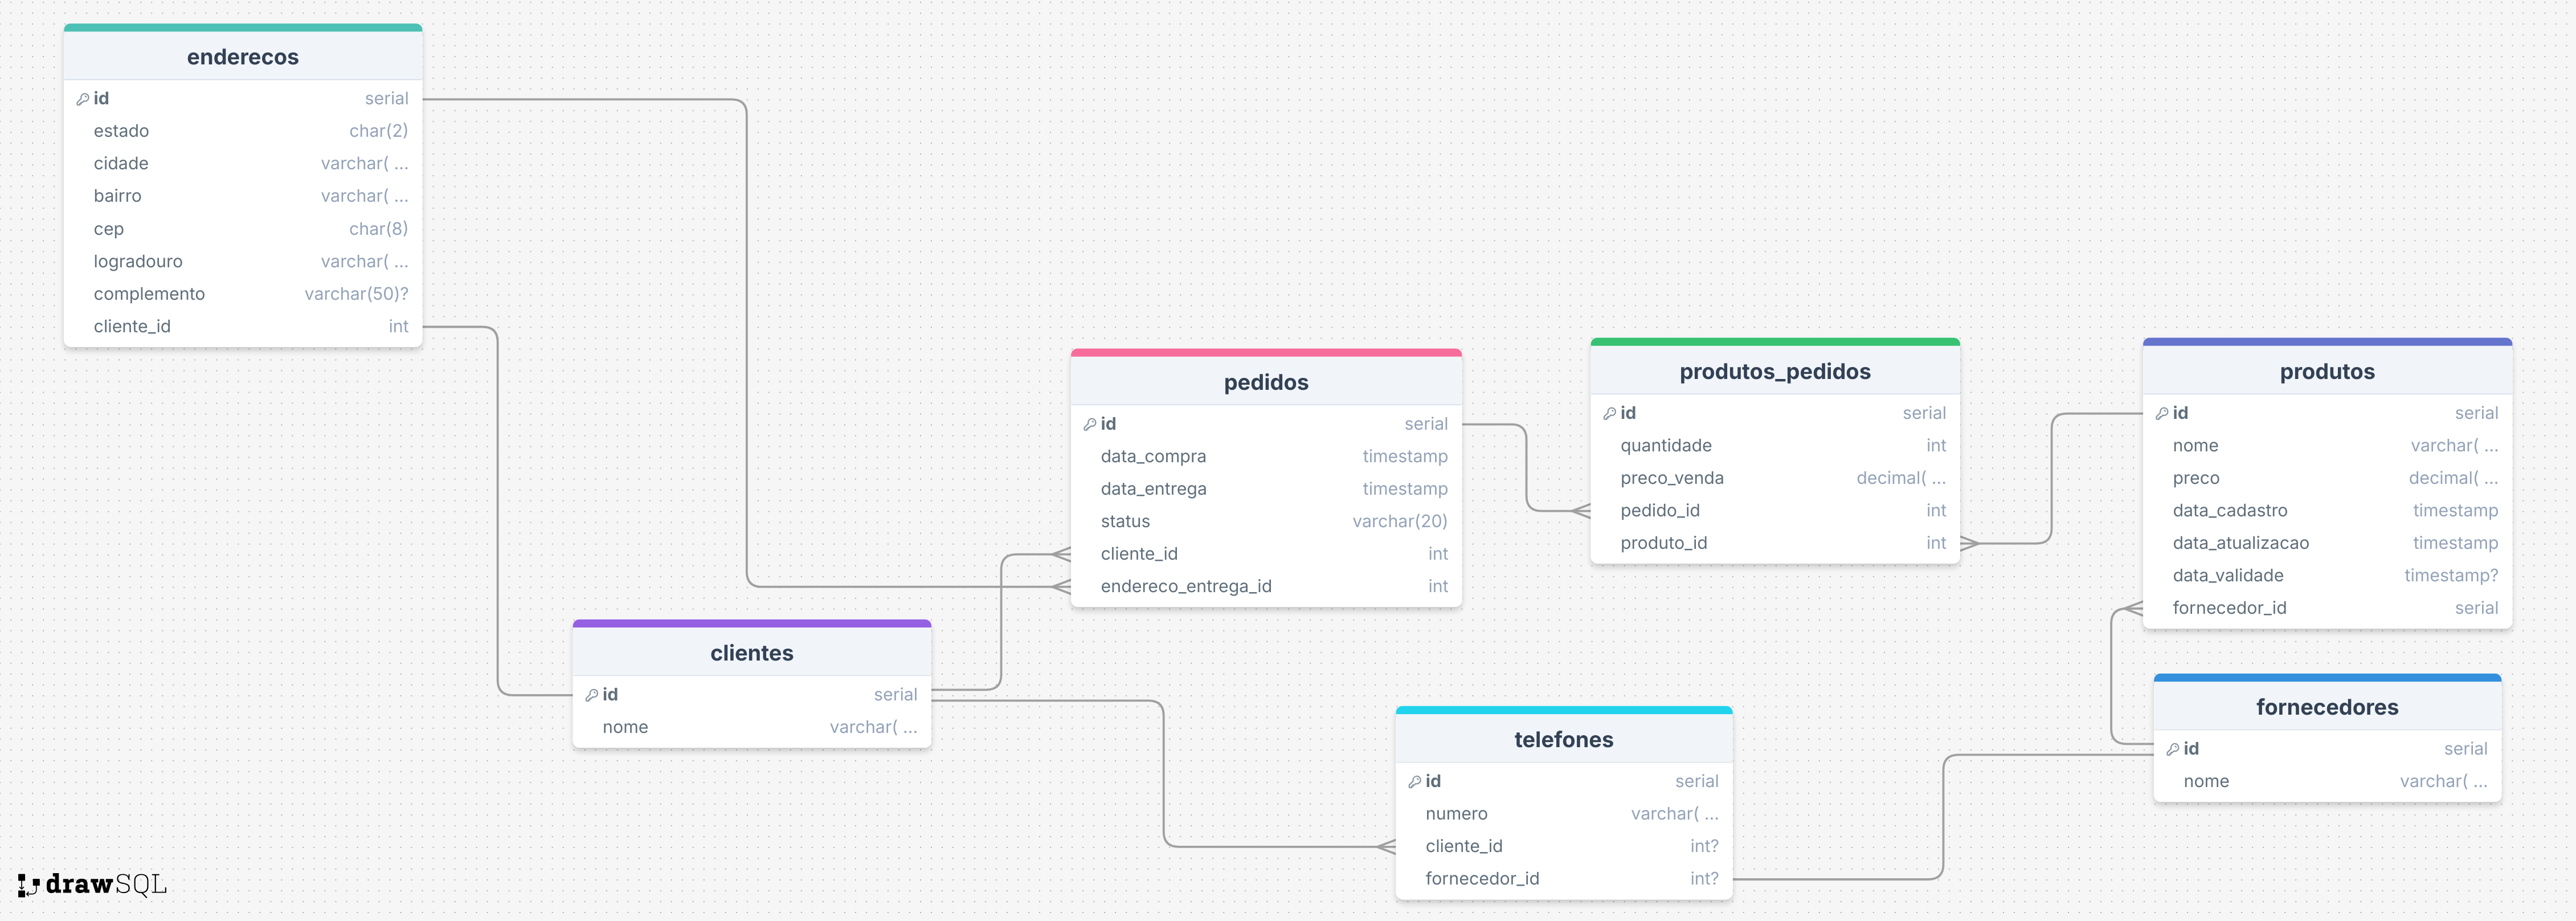 enderecos
id serial
estado char(2)
cidade varchar( ...
bairro varchar( ...
cep char(8)
logradouro varchar( ...
complemento varchar(50)?
cliente_id int
pedidos
id serial
data_compra timestamp
data_entrega timestamp
status varchar(20)
cliente_id int
endereco_entrega_id int
produtos_pedidos
id serial
quantidade int
preco_venda decimal( ...
pedido_id int
produto_id int
produtos
id serial
nome varchar( ...
preco decimal( ...
data_cadastro timestamp
data_atualizacao timestamp
data_validade timestamp?
fornecedor_id serial
clientes
id serial
nome varchar( ...
telefones
id serial
numero varchar( ...
cliente_id int?
fornecedor_id int?
fornecedores
id serial
nome varchar( ...
drawSQL